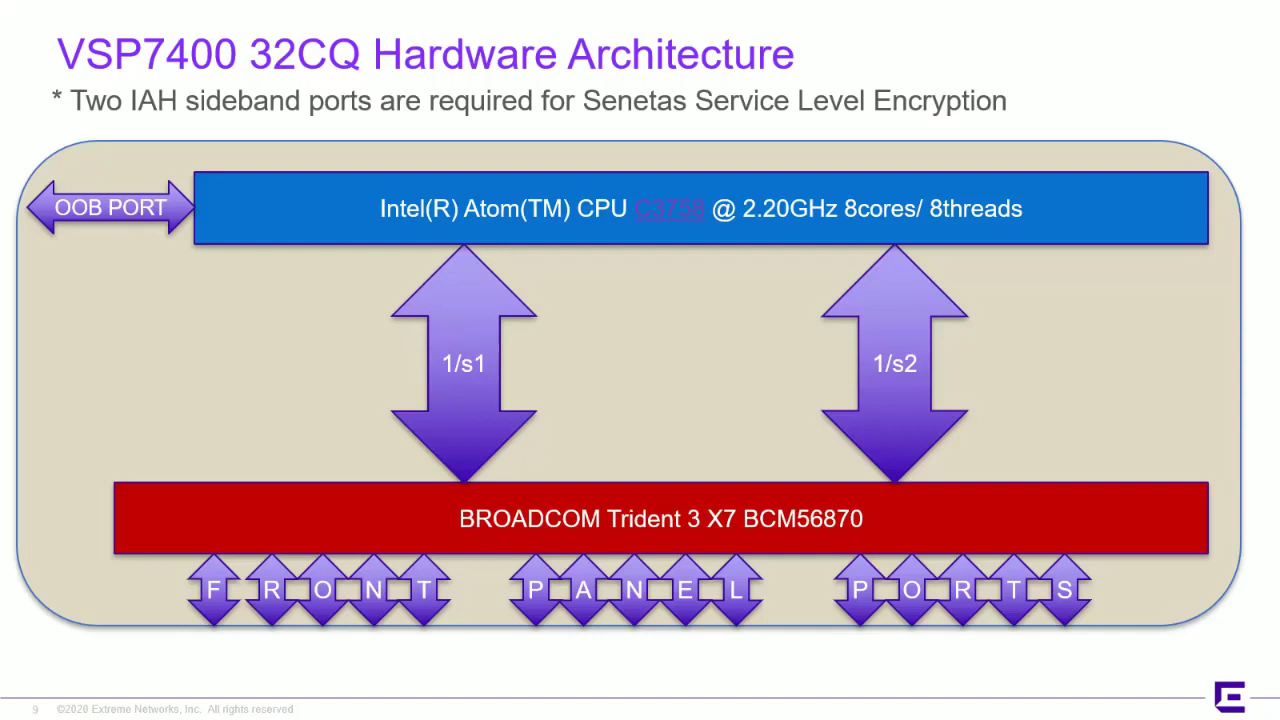 VSP7400 32CQ Hardware Architecture
* Two IAH sideband ports are required for Senetas Service Level Encryption
OOB PORT
Intel(R) Atom(TM) CPU C3758 @ 2.20GHz 8cores/ 8threads
1/s1
1/s2
BROADCOM Trident 3 X7 BCM56870
F R O N T P A N E L P O R T S
9 ©2020 Extreme Networks, Inc. All rights reserved